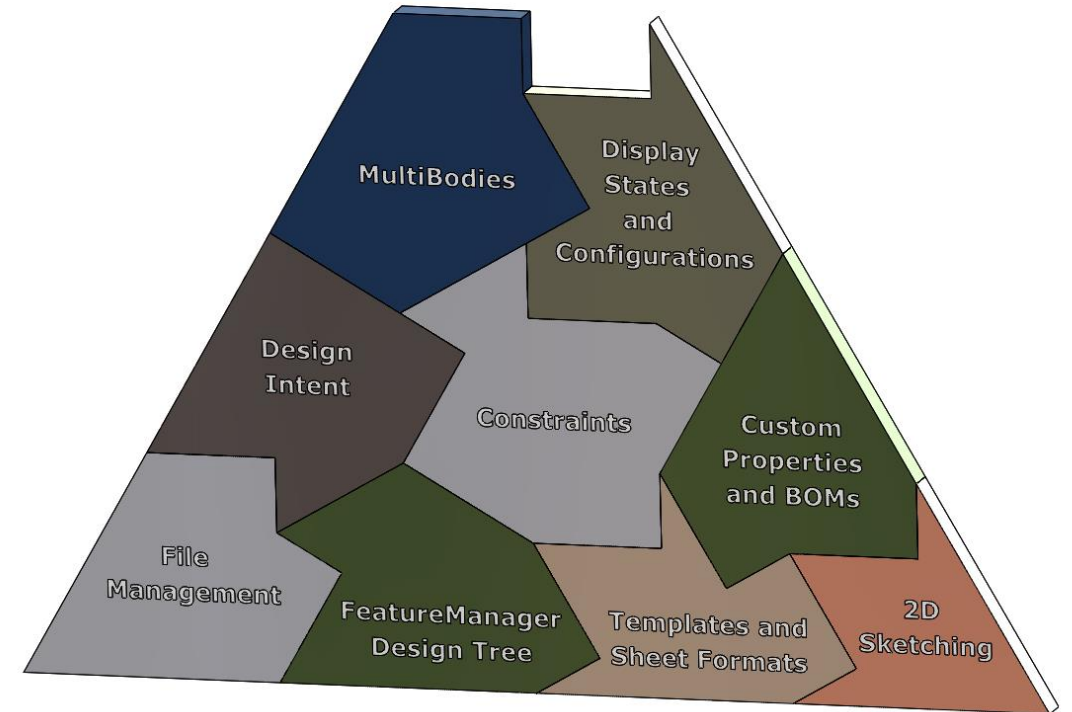 MultiBodies
Display
States
and
Configurations
Design
Intent
Constraints
Custom
Properties
and BOMs
File
Management
FeatureManager
Design Tree
Templates and
Sheet Formats
2D
Sketching